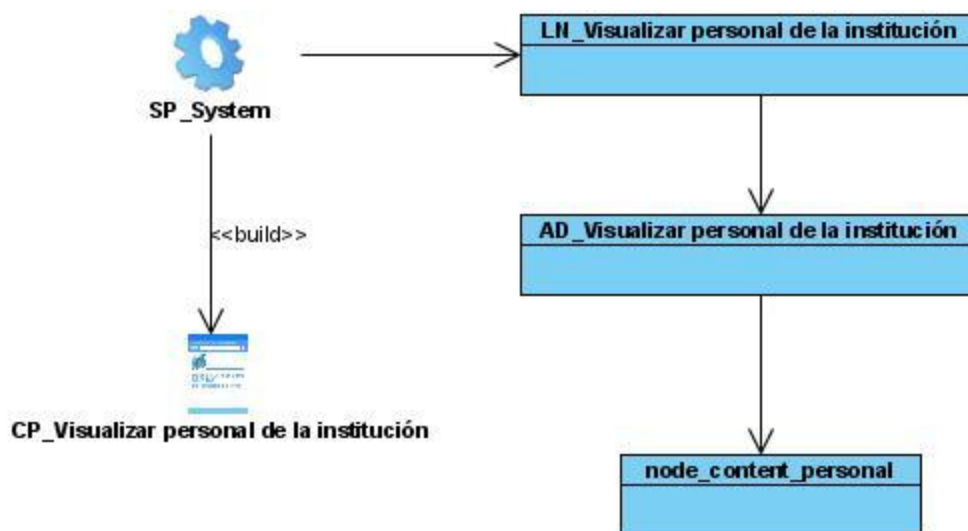 LN_Visualizar personal de la institución
SP_System
<<build>>
AD_Visualizar personal de la institución
CP_Visualizar personal de la institución
node_content_personal